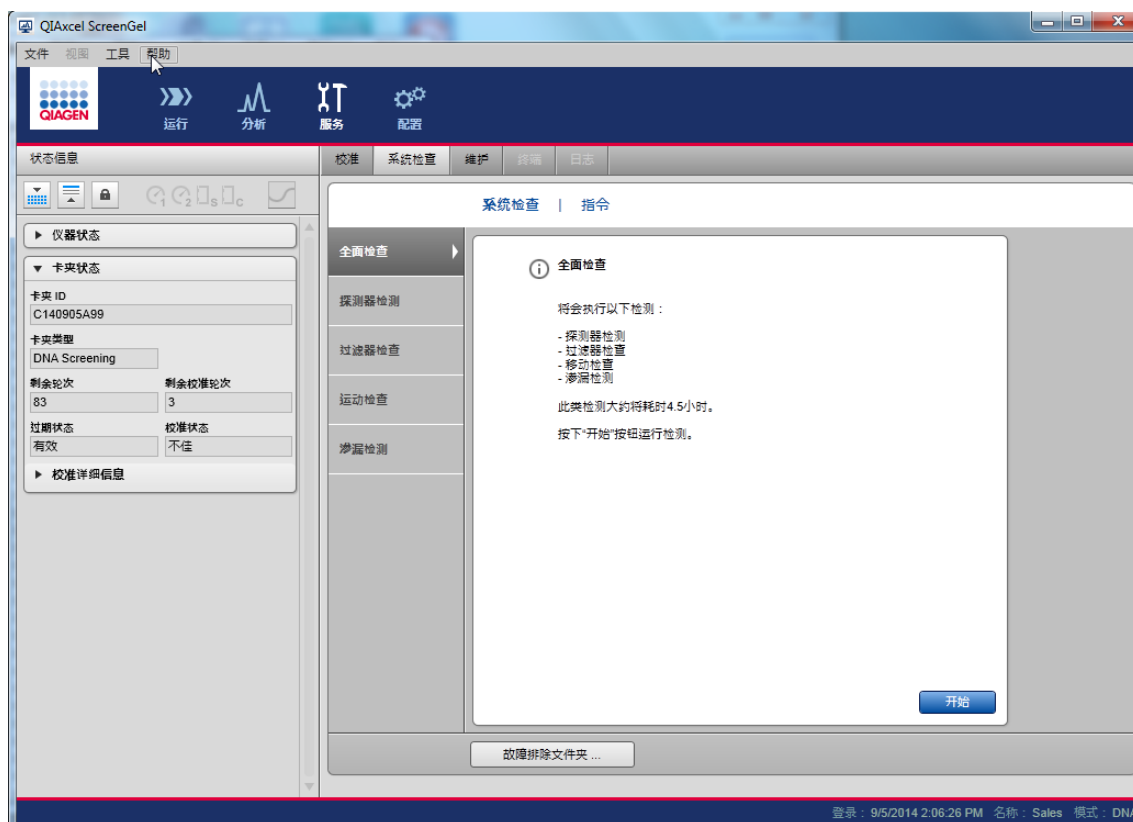 QIAxcel ScreenGel
文件 视图 工具 帮助
QIAGEN
运行 分析 服务 配置
状态信息
校准 系统检查 维护 终端 日志
系统检查 | 指令
仪器状态
卡夹状态
卡夹 ID
C140905A99
卡夹类型
DNA Screening
剩余轮次 剩余校准轮次
83 3
过期状态 校准状态
有效 不佳
校准详细信息
全面检查
探测器检测
过滤器检查
运动检查
渗漏检测
全面检查
将会执行以下检测：
- 探测器检测
- 过滤器检查
- 移动检查
- 渗漏检测
此类检测大约将耗时4.5小时。
按下“开始”按钮运行检测。
开始
故障排除文件夹 ...
登录： 9/5/2014 2:06:26 PM 名称： Sales 模式： DNA